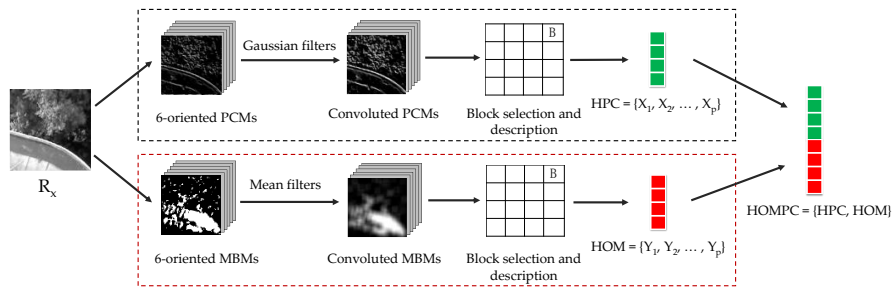 Gaussian filters
B
6-oriented PCMs
Convoluted PCMs
Block selection and
description
HPC = {X₁, X₂, … , Xₚ}
Rₓ
Mean filters
B
6-oriented MBMs
Convoluted MBMs
Block selection and
description
HOM = {Y₁, Y₂, … , Yₚ}
HOMPC = {HPC, HOM}